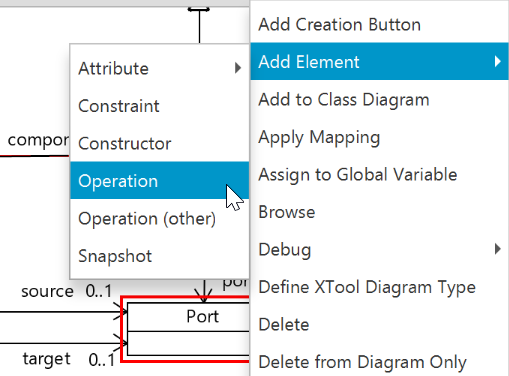 Add Creation Button
Add Element
Add to Class Diagram
Apply Mapping
Assign to Global Variable
Browse
Debug
Define XTool Diagram Type
Delete
Delete from Diagram Only
Attribute
Constraint
Constructor
Operation
Operation (other)
Snapshot
compor
por
source 0..1
Port
target 0..1